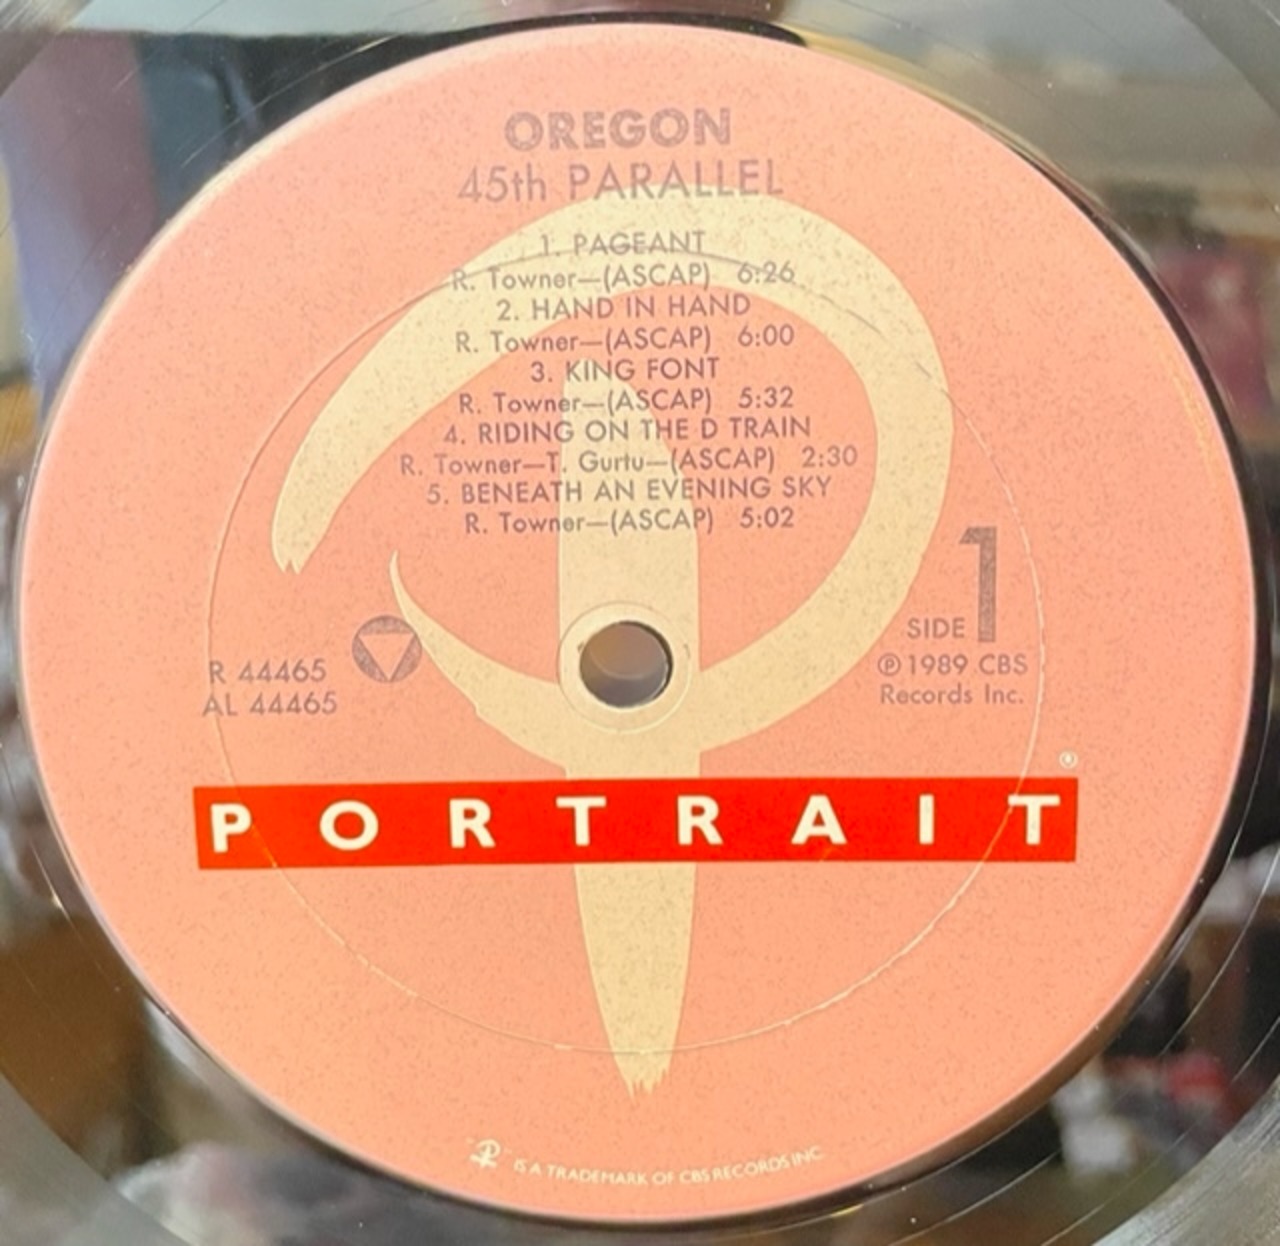 OREGON
45th PARALLEL
1. PAGEANT
R. Towner—(ASCAP) 6:26
2. HAND IN HAND
R. Towner—(ASCAP) 6:00
3. KING FONT
R. Towner—(ASCAP) 5:32
4. RIDING ON THE D TRAIN
R. Towner—T. Gurtu—(ASCAP) 2:30
5. BENEATH AN EVENING SKY
R. Towner—(ASCAP) 5:02
SIDE 1
R 44465
AL 44465
℗ 1989 CBS
Records Inc.
PORTRAIT®
IS A TRADEMARK OF CBS RECORDS INC.